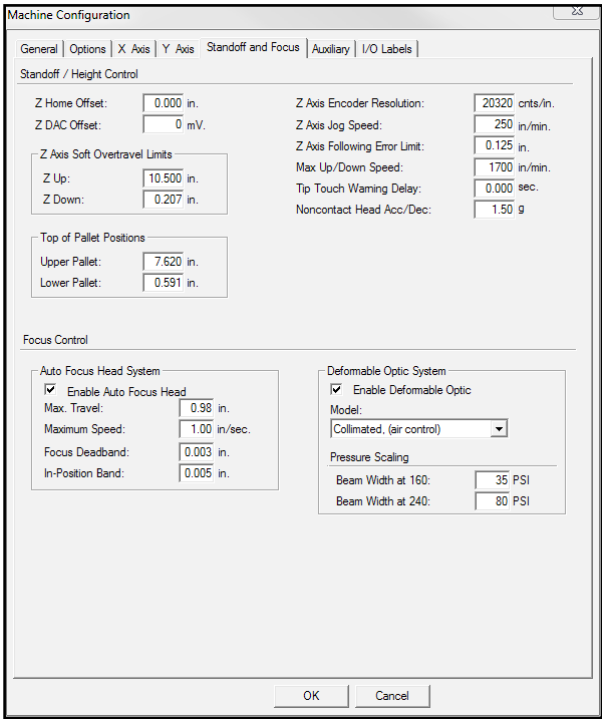 Machine Configuration
General Options X Axis Y Axis Standoff and Focus Auxiliary I/O Labels
Standoff / Height Control
Z Home Offset: 0.000 in.
Z DAC Offset: 0 mV.
Z Axis Soft Overtravel Limits
Z Up: 10.500 in.
Z Down: 0.207 in.
Top of Pallet Positions
Upper Pallet: 7.620 in.
Lower Pallet: 0.591 in.
Z Axis Encoder Resolution: 20320 cnts/in.
Z Axis Jog Speed: 250 in/min.
Z Axis Following Error Limit: 0.125 in.
Max Up/Down Speed: 1700 in/min.
Tip Touch Warning Delay: 0.000 sec.
Noncontact Head Acc/Dec: 1.50 g
Focus Control
Auto Focus Head System
Enable Auto Focus Head
Max. Travel: 0.98 in.
Maximum Speed: 1.00 in/sec.
Focus Deadband: 0.003 in.
In-Position Band: 0.005 in.
Deformable Optic System
Enable Deformable Optic
Model:
Collimated, (air control)
Pressure Scaling
Beam Width at 160: 35 PSI
Beam Width at 240: 80 PSI
OK Cancel